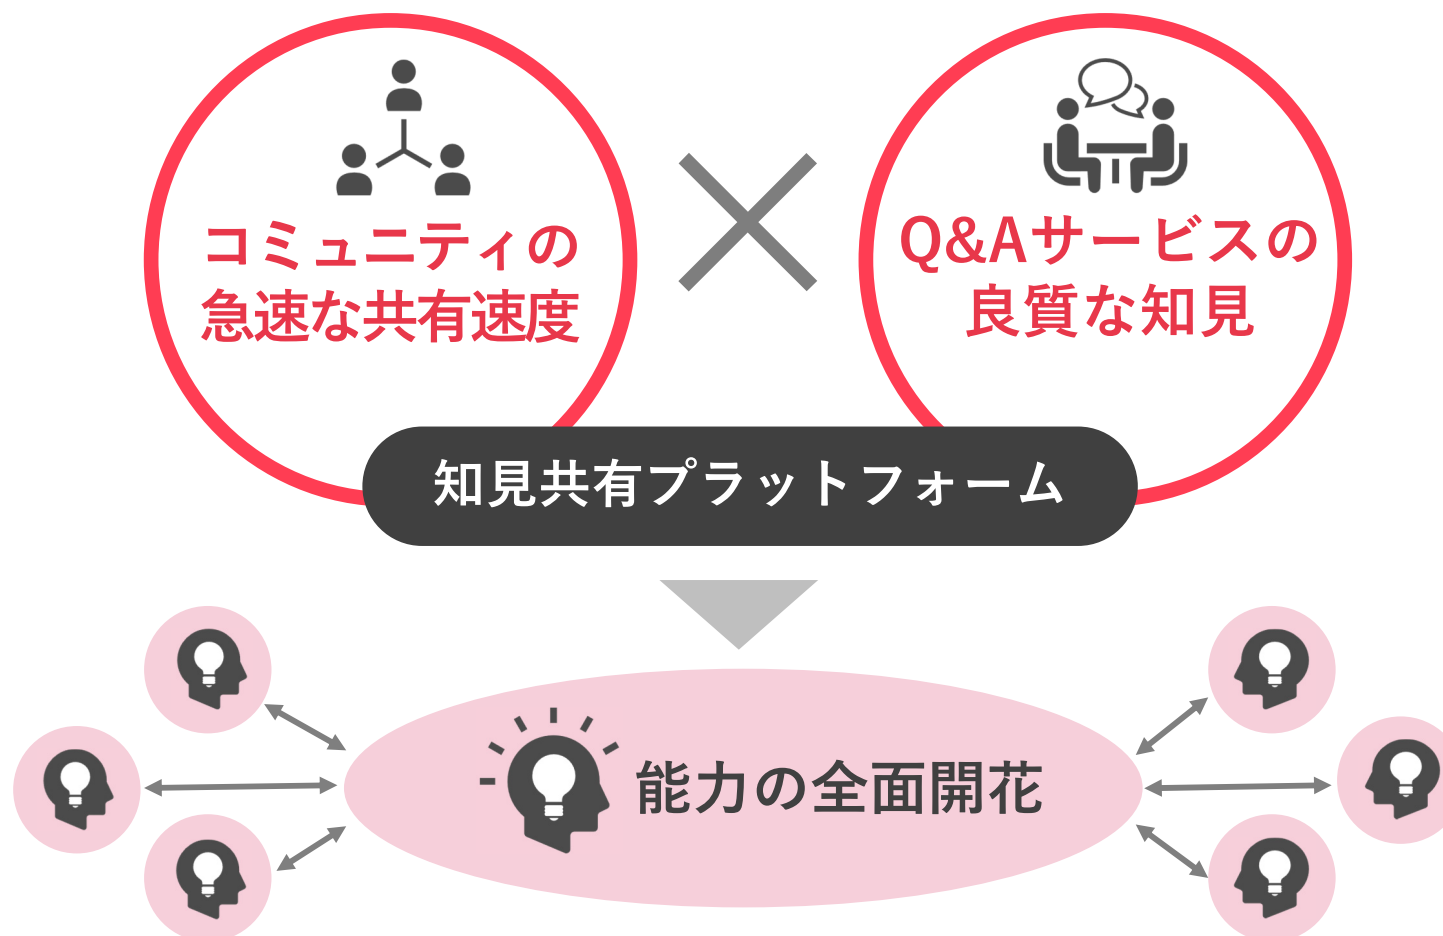 コミュニティの
急速な共有速度
Q&Aサービスの
良質な知見
知見共有プラットフォーム
能力の全面開花